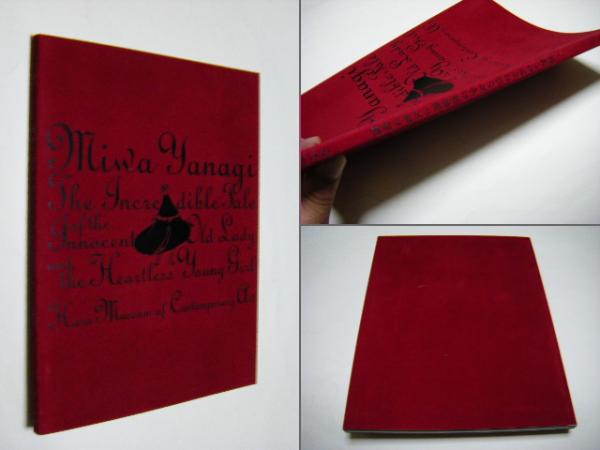 Miwa Yanagi
The Incredible Tale
of the
Innocent Old Lady
and the Heartless Young Girl
Hara Museum of Contemporary Art